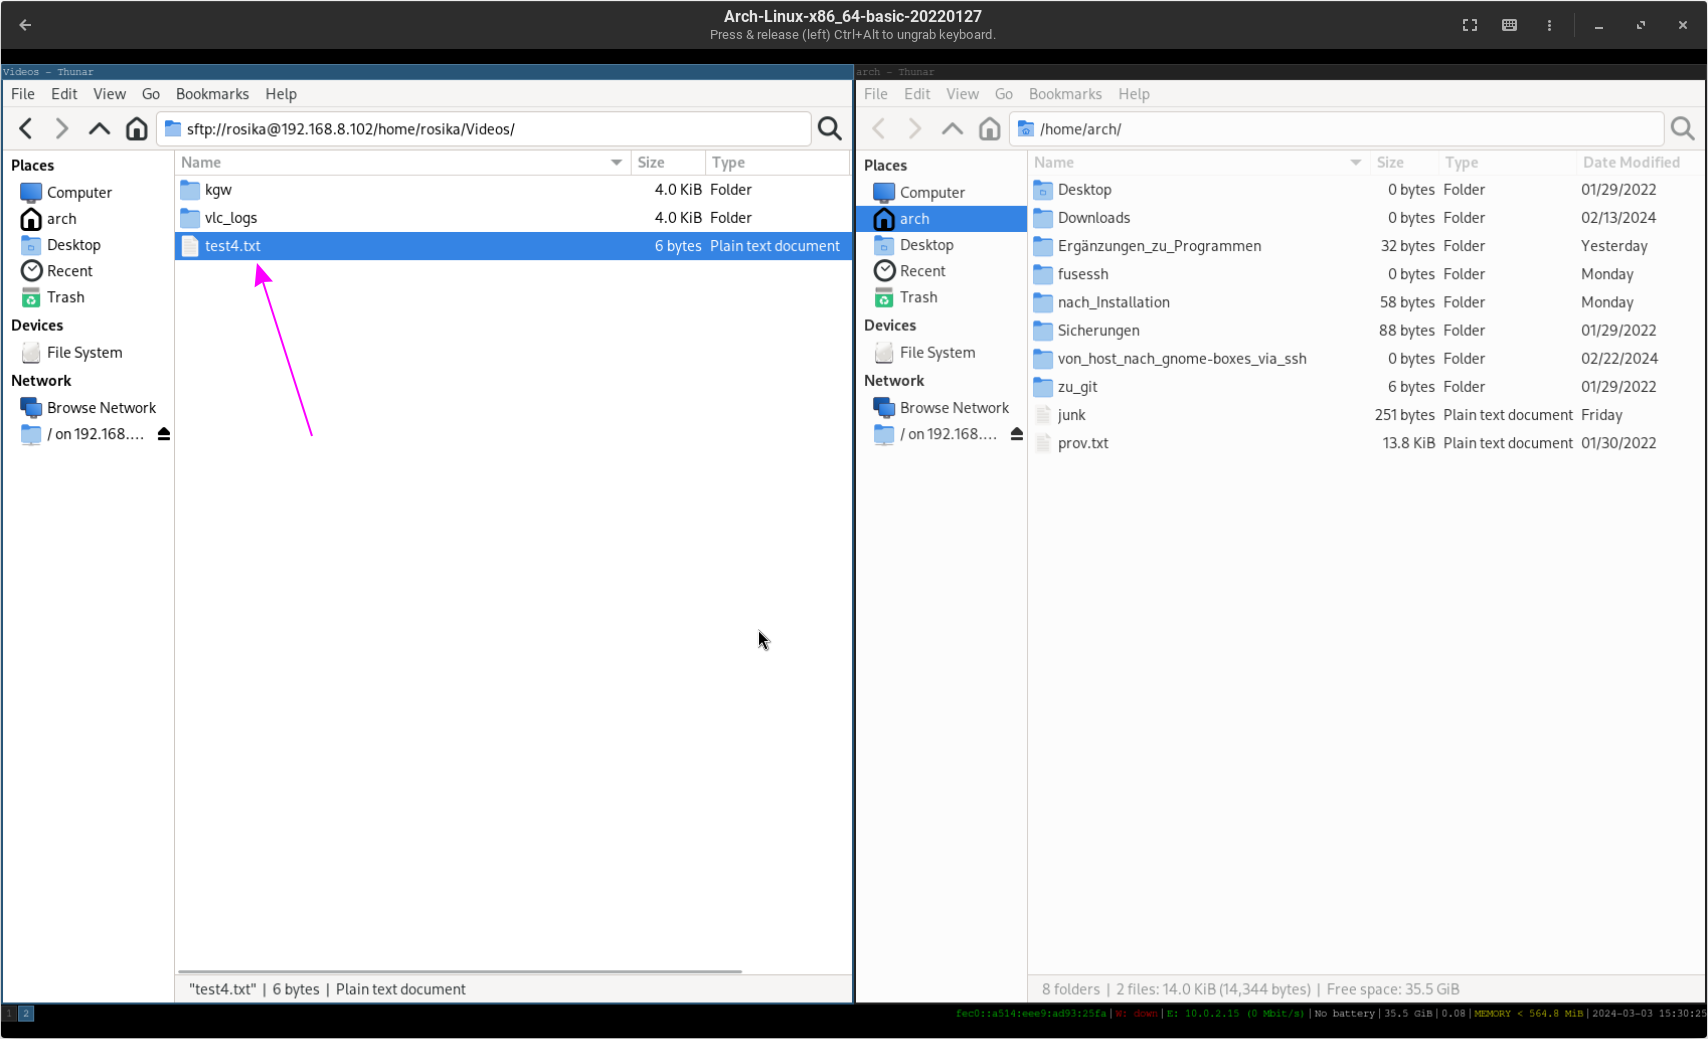 Arch-Linux-x86_64-basic-20220127
Press & release (left) Ctrl+Alt to ungrab keyboard.
Videos - Thunar
File Edit View Go Bookmarks Help
sftp://rosika@192.168.8.102/home/rosika/Videos/
Places
Computer
arch
Desktop
Recent
Trash
Devices
File System
Network
Browse Network
/ on 192.168....
Name Size Type
kgw 4.0 KiB Folder
vlc_logs 4.0 KiB Folder
test4.txt 6 bytes Plain text document
"test4.txt" | 6 bytes | Plain text document
arch - Thunar
File Edit View Go Bookmarks Help
/home/arch/
Places
Computer
arch
Desktop
Recent
Trash
Devices
File System
Network
Browse Network
/ on 192.168....
Name Size Type Date Modified
Desktop 0 bytes Folder 01/29/2022
Downloads 0 bytes Folder 02/13/2024
Ergänzungen_zu_Programmen 32 bytes Folder Yesterday
fusessh 0 bytes Folder Monday
nach_Installation 58 bytes Folder Monday
Sicherungen 88 bytes Folder 01/29/2022
von_host_nach_gnome-boxes_via_ssh 0 bytes Folder 02/22/2024
zu_git 6 bytes Folder 01/29/2022
junk 251 bytes Plain text document Friday
prov.txt 13.8 KiB Plain text document 01/30/2022
8 folders | 2 files: 14.0 KiB (14,344 bytes) | Free space: 35.5 GiB
1 2
fec0::a514:eee9:ad93:25fa | W: down | E: 10.0.2.15 (0 Mbit/s) | No battery | 35.5 GiB | 0.08 | MEMORY < 564.8 MiB | 2024-03-03 15:30:25